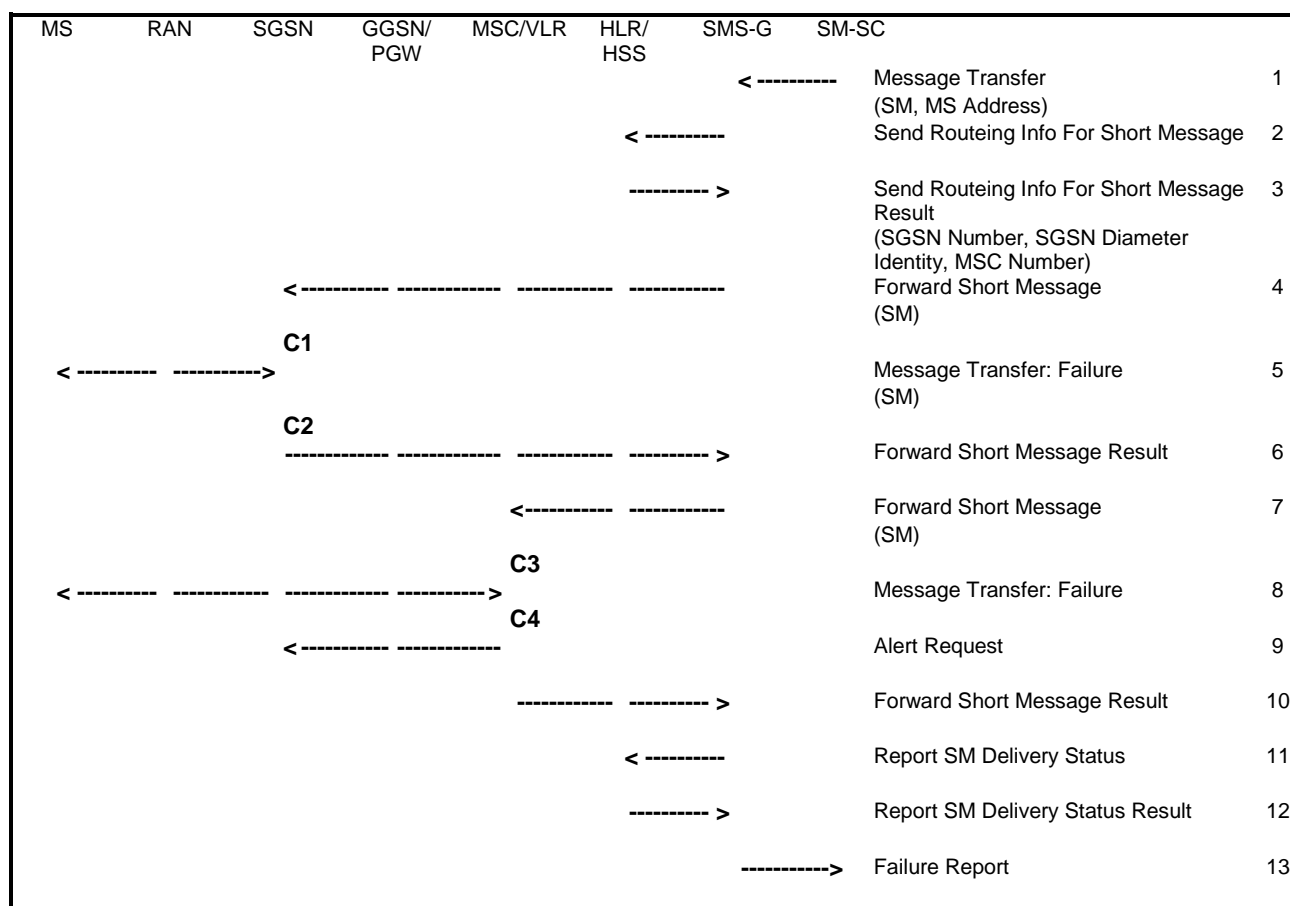 MS RAN SGSN GGSN/ MSC/VLR HLR/ SMS-G SM-SC
PGW HSS
< ---------- Message Transfer 1
(SM, MS Address)
< ---------- Send Routeing Info For Short Message 2
---------- > Send Routeing Info For Short Message 3
Result
(SGSN Number, SGSN Diameter
Identity, MSC Number)
< ----------- ------------- ------------ ------------ Forward Short Message 4
(SM)
C1
< ---------- -----------> Message Transfer: Failure 5
(SM)
C2
------------- ------------- ------------ ---------- > Forward Short Message Result 6
<----------- ------------ Forward Short Message 7
(SM)
C3
< ---------- ------------ ------------- -----------> Message Transfer: Failure 8
C4
< ----------- ------------- Alert Request 9
------------ ---------- > Forward Short Message Result 10
< ---------- Report SM Delivery Status 11
---------- > Report SM Delivery Status Result 12
-----------> Failure Report 13